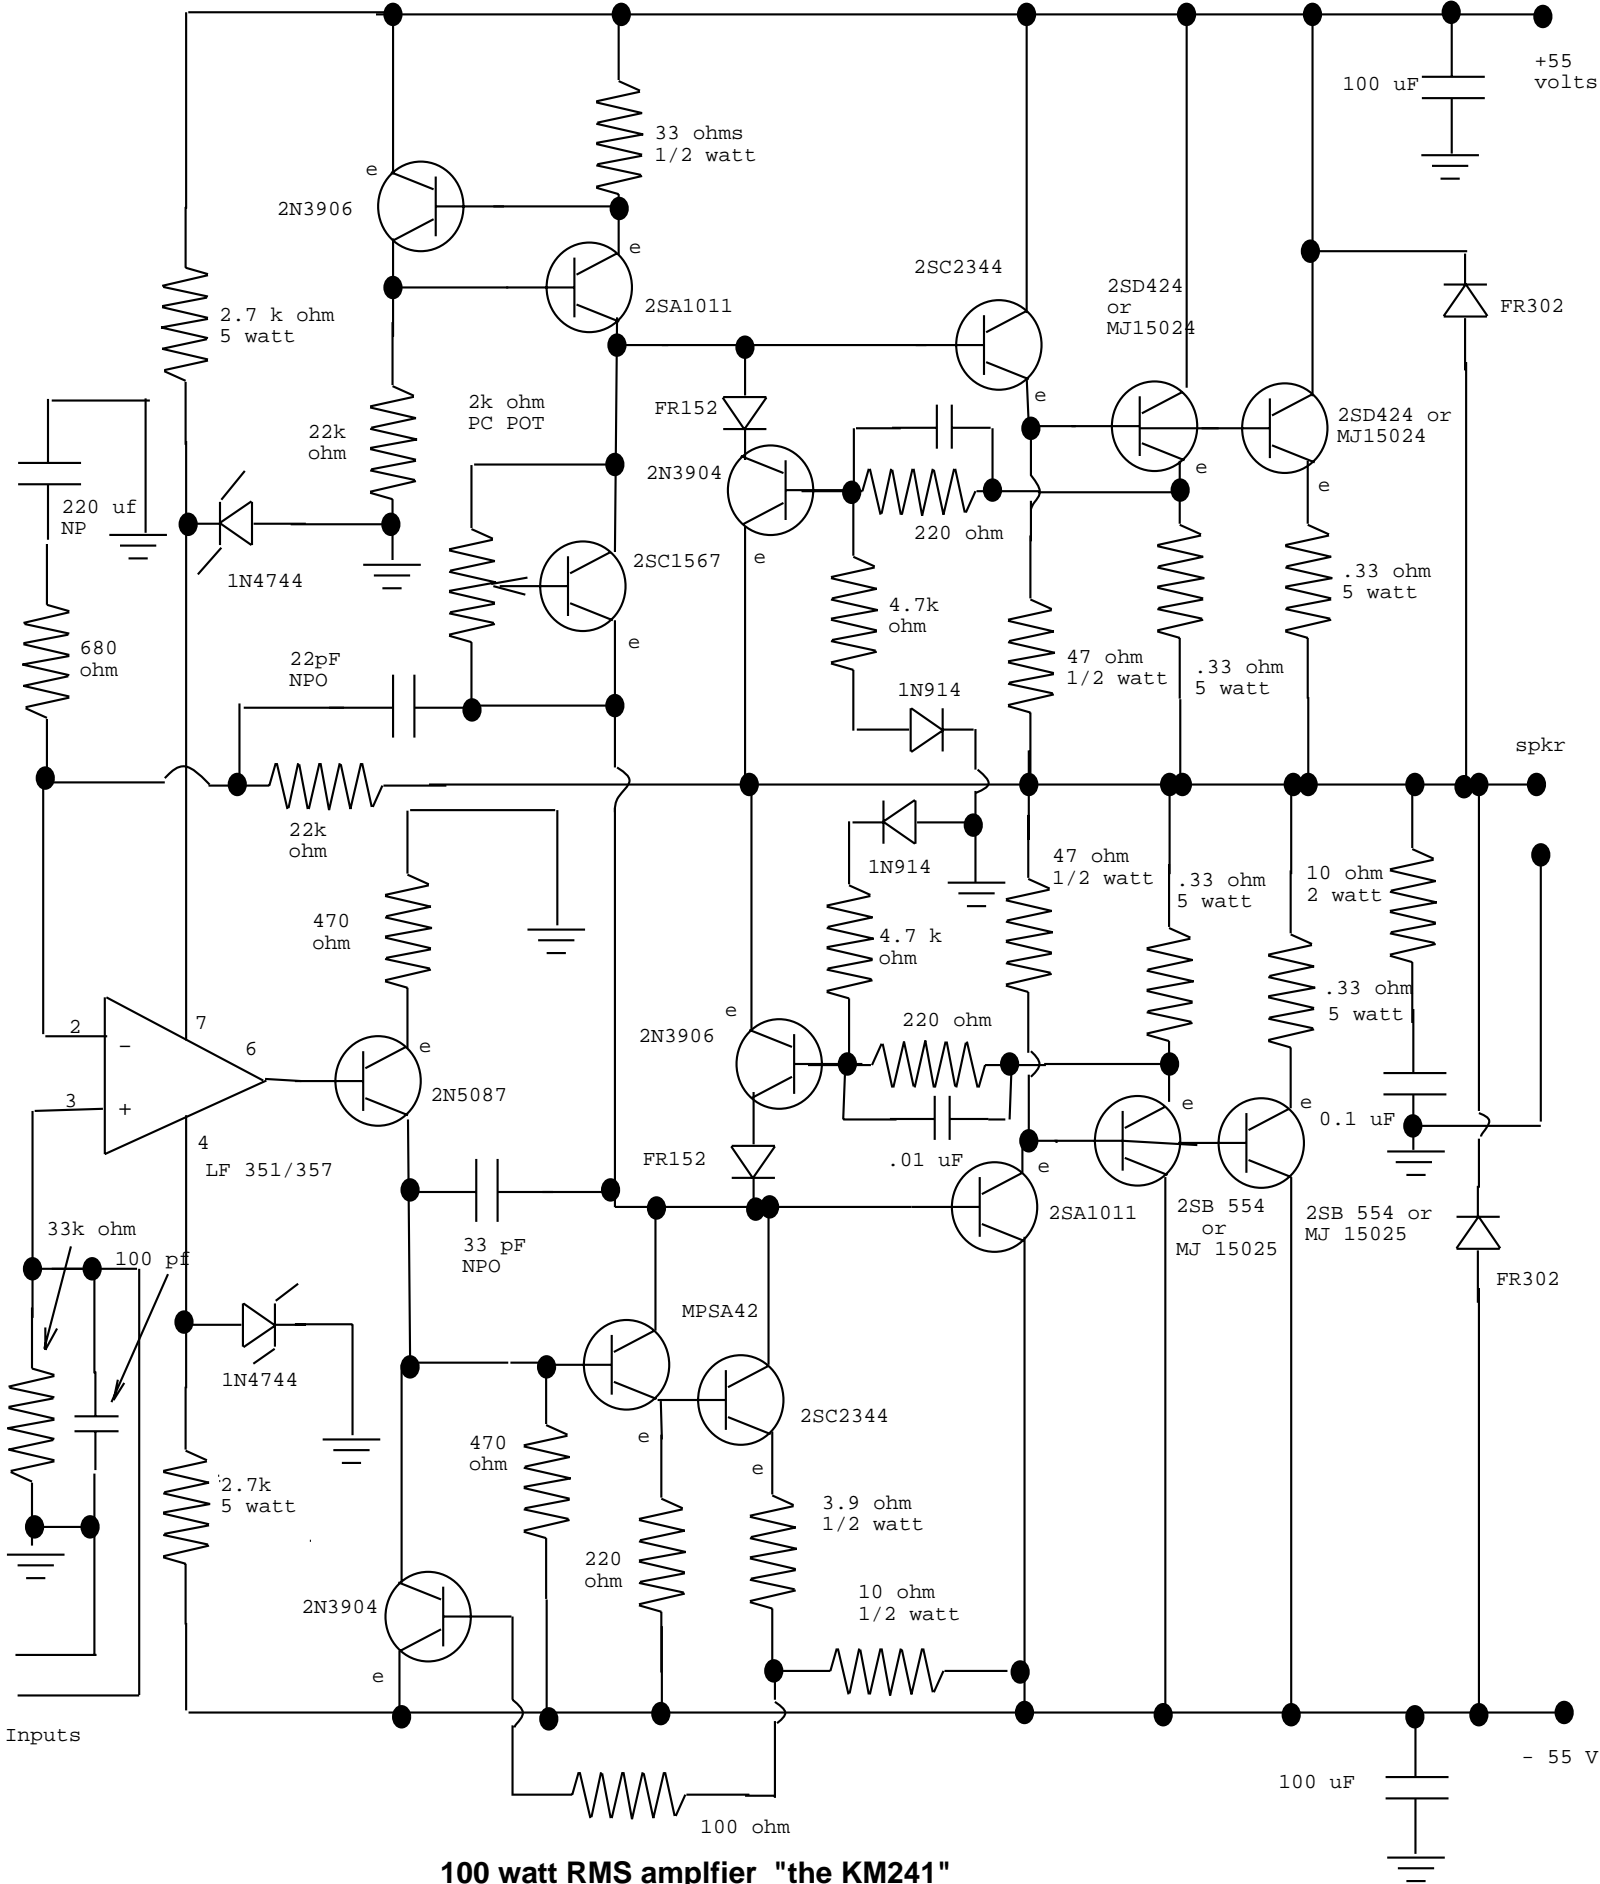 +55
volts
100 uF
33 ohms
1/2 watt
e
2N3906
e
2SA1011
2SC2344
2SD424
or
MJ15024
FR302
2.7 k ohm
5 watt
2k ohm
PC POT
FR152
e
2SD424 or
MJ15024
22k
ohm
2N3904
e
e
220 uf
NP
220 ohm
1N4744
2SC1567
e
.33 ohm
5 watt
4.7k
ohm
680
ohm
e
22pF
NPO
47 ohm
1/2 watt
.33 ohm
5 watt
1N914
spkr
22k
ohm
1N914
47 ohm
1/2 watt
.33 ohm
5 watt
10 ohm
2 watt
470
ohm
4.7 k
ohm
.33 ohm
5 watt
2
-
7
6
e
2N3906
e
220 ohm
3
+
2N5087
e
e
0.1 uF
4
LF 351/357
FR152
.01 uF
e
2SA1011
2SB 554
or
MJ 15025
2SB 554 or
MJ 15025
33k ohm
100 pf
33 pF
NPO
FR302
MPSA42
1N4744
2SC2344
470
ohm
e
e
2.7k
5 watt
3.9 ohm
1/2 watt
220
ohm
2N3904
10 ohm
1/2 watt
e
Inputs
- 55 V
100 uF
100 ohm
100 watt RMS amplfier "the KM241"